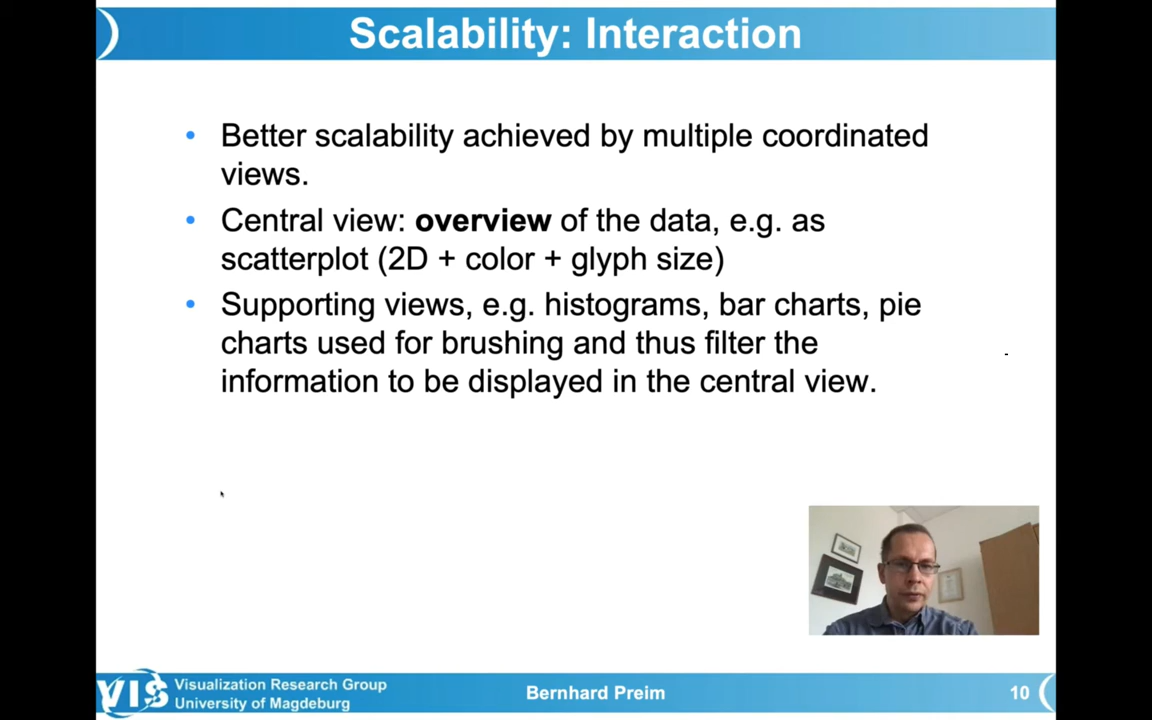 Scalability: Interaction
Better scalability achieved by multiple coordinated
views.
Central view: overview of the data, e.g. as
scatterplot (2D + color + glyph size)
Supporting views, e.g. histograms, bar charts, pie
charts used for brushing and thus filter the
information to be displayed in the central view.
VIS
Visualization Research Group
University of Magdeburg
Bernhard Preim
10